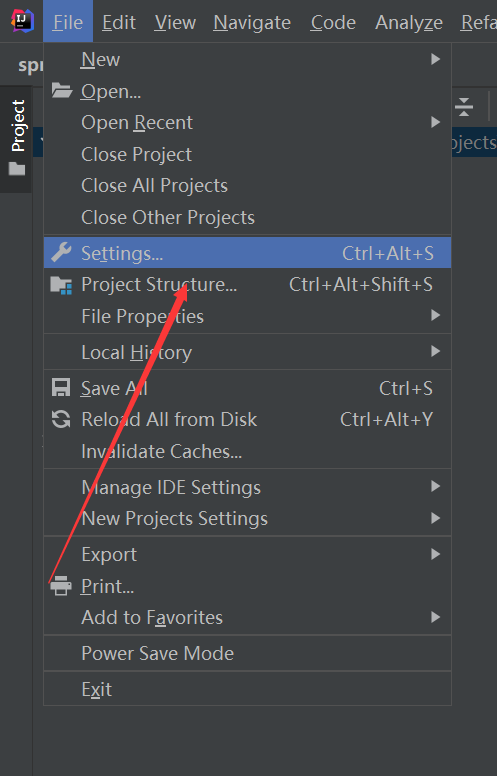 IJ
File Edit View Navigate Code Analyze Refa
spr
Project
New
Open...
Open Recent
Close Project
Close All Projects
Close Other Projects
bjects
Settings... Ctrl+Alt+S
Project Structure... Ctrl+Alt+Shift+S
File Properties
Local History
Save All Ctrl+S
Reload All from Disk Ctrl+Alt+Y
Invalidate Caches...
Manage IDE Settings
New Projects Settings
Export
Print...
Add to Favorites
Power Save Mode
Exit